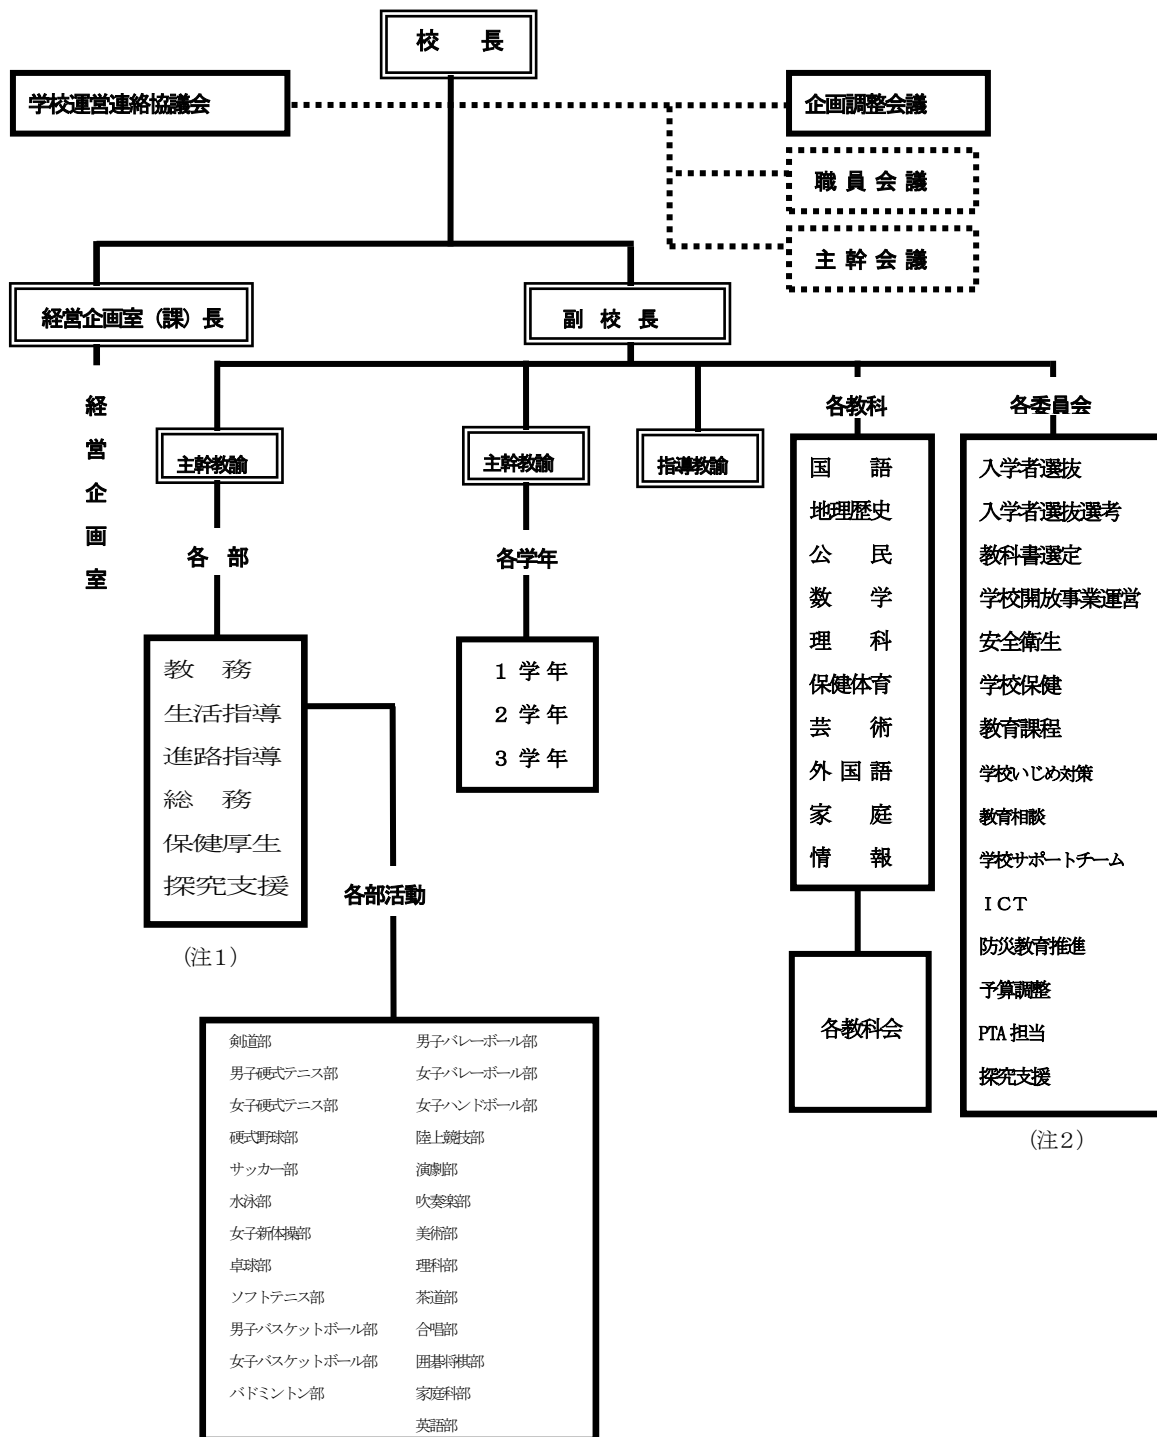 校　長
学校運営連絡協議会
企画調整会議
職 員 会 議
主 幹 会 議
経営企画室（課）長
副　校　長
経営企画室
主幹教諭
主幹教諭
指導教諭
各教科
各委員会
各　部
各学年
教　務
生活指導
進路指導
総　務
保健厚生
探究支援
(注１)
１ 学 年
２ 学 年
３ 学 年
国　語
地理歴史
公　民
数　学
理　科
保健体育
芸　術
外 国 語
家　庭
情　報
各教科会
入学者選抜
入学者選抜選考
教科書選定
学校開放事業運営
安全衛生
学校保健
教育課程
学校いじめ対策
教育相談
学校サポートチーム
ＩＣＴ
防災教育推進
予算調整
PTA 担当
探究支援
(注２)
各部活動
剣道部
男子硬式テニス部
女子硬式テニス部
硬式野球部
サッカー部
水泳部
女子新体操部
卓球部
ソフトテニス部
男子バスケットボール部
女子バスケットボール部
バドミントン部
男子バレーボール部
女子バレーボール部
女子ハンドボール部
陸上競技部
演劇部
吹奏楽部
美術部
理科部
茶道部
合唱部
囲碁将棋部
家庭科部
英語部